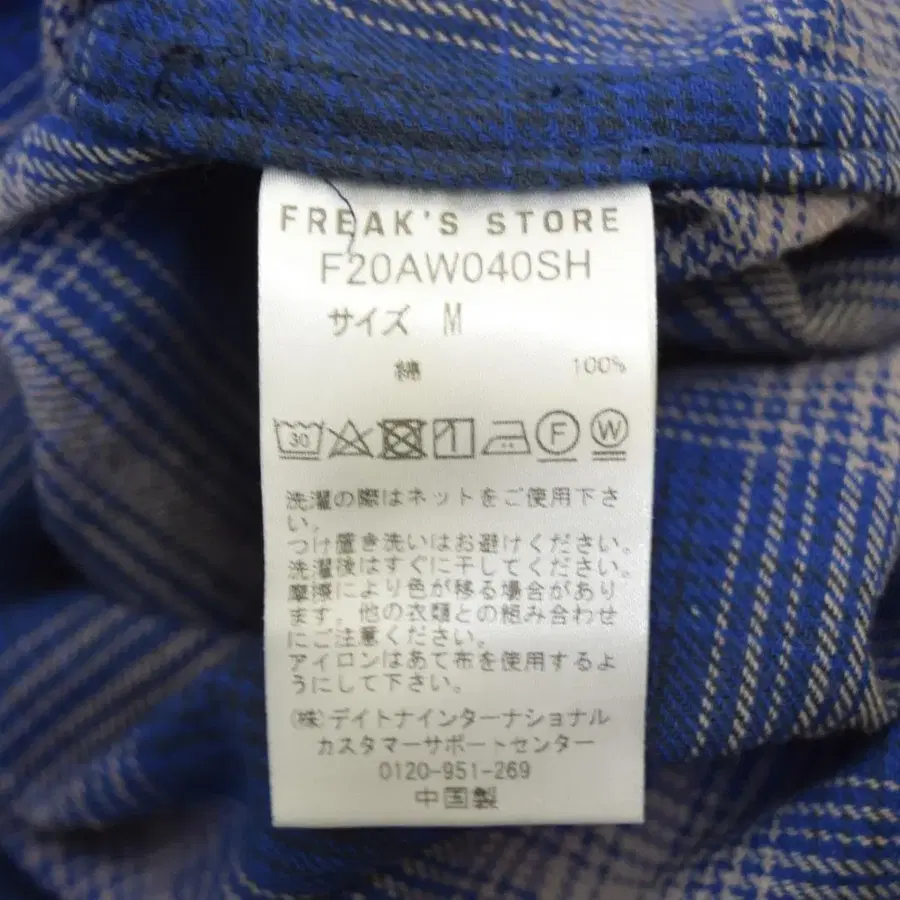 FREAK'S STORE
F20AW040SH
サイズ M
綿 100%
30 F W
洗濯の際はネットをご使用下さ
い。
つけ置き洗いはお避けください。
洗濯後はすぐに干してください。
摩擦により色が移る場合があり
ます。他の衣類との組み合わせ
にご注意ください。
アイロンはあて布を使用するよ
うにして下さい。
(株)デイトナインターナショナル
カスタマーサポートセンター
0120-951-269
中国製